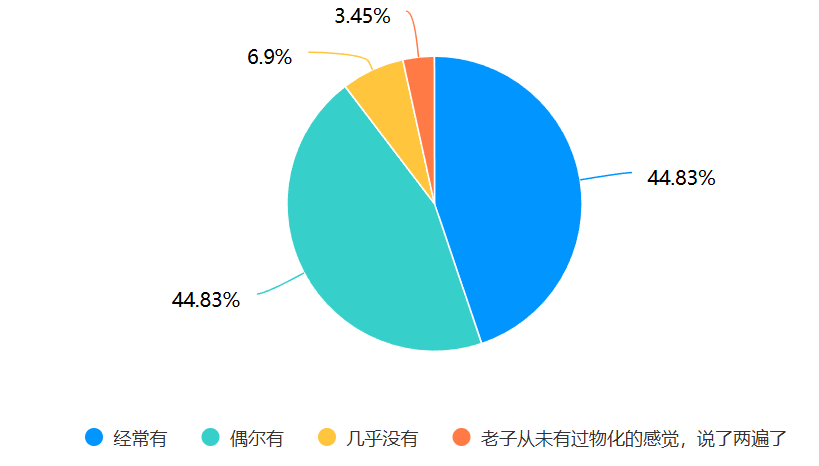 3.45%
6.9%
44.83%
44.83%
经常有 偶尔有 几乎没有 老子从未有过物化的感觉，说了两遍了